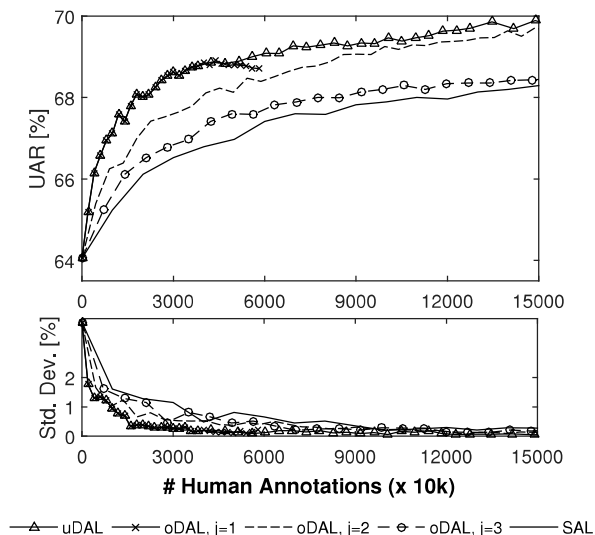 70
68
66
64
UAR [%]
0 3000 6000 9000 12000 15000
2
1
0
Std. Dev. [%]
0 3000 6000 9000 12000 15000
# Human Annotations (x 10k)
uDAL oDAL, j=1 oDAL, j=2 oDAL, j=3 SAL